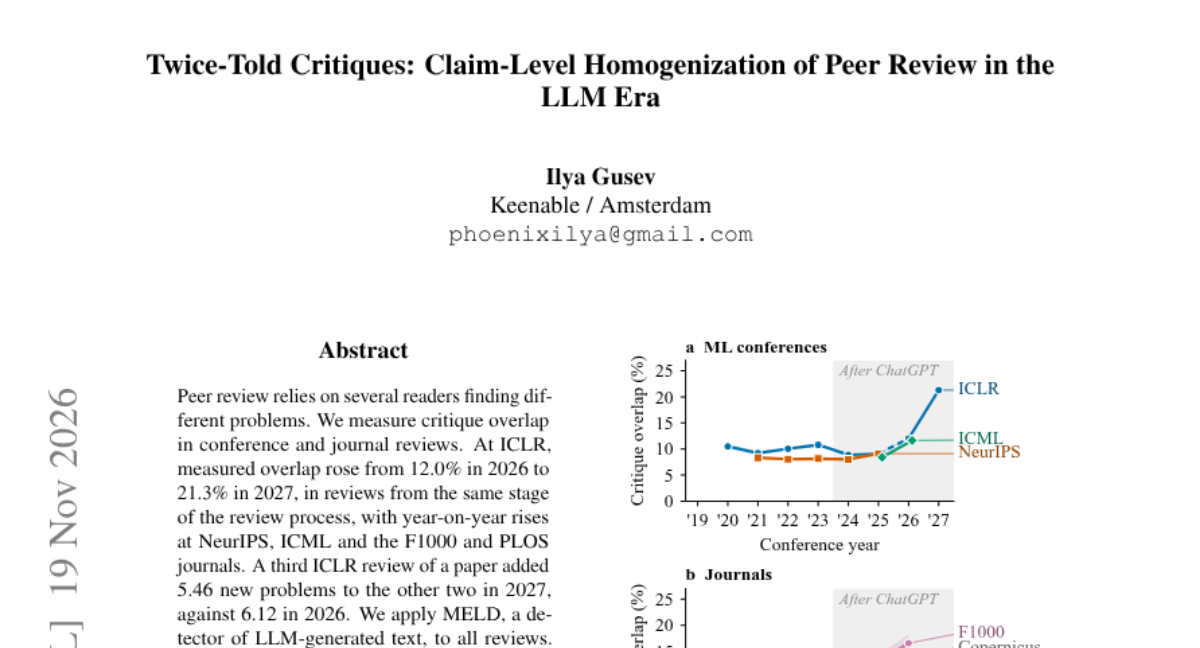 Twice-Told Critiques: Claim-Level Homogenization of Peer Review in the
LLM Era
Ilya Gusev
Keenable / Amsterdam
phoenixilya@gmail.com
Abstract
Peer review relies on several readers finding dif-
ferent problems. We measure critique overlap
in conference and journal reviews. At ICLR,
measured overlap rose from 12.0% in 2026 to
21.3% in 2027, in reviews from the same stage
of the review process, with year-on-year rises
at NeurIPS, ICML and the F1000 and PLOS
journals. A third ICLR review of a paper added
5.46 new problems to the other two in 2027,
against 6.12 in 2026. We apply MELD, a de-
tector of LLM-generated text, to all reviews.
L] 19 Nov 2026
a ML conferences
After ChatGPT
Critique overlap (%)
25
20
15
10
5
0
ICLR
ICML
NeurIPS
'19 '20 '21 '22 '23 '24 '25 '26 '27
Conference year
b Journals
After ChatGPT
25
20
F1000
Copernicus